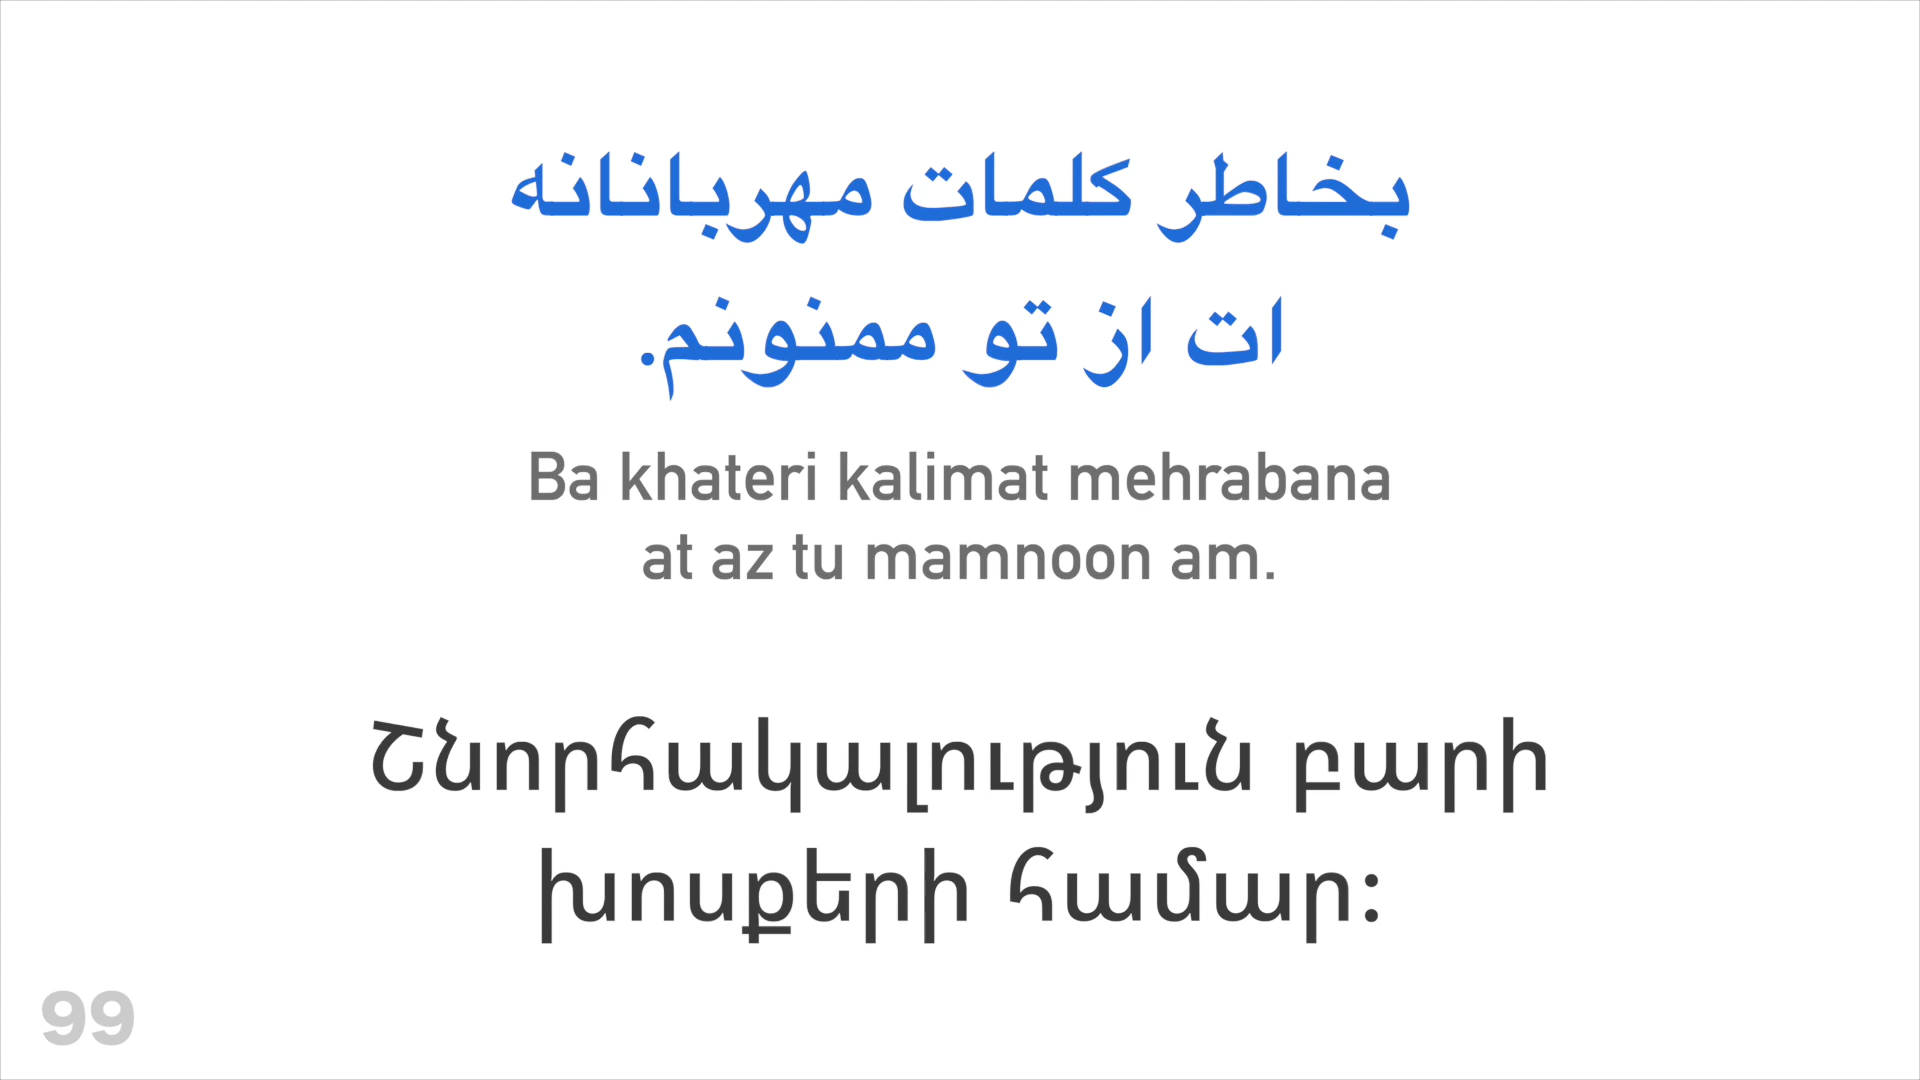 بخاطر کلمات مهربانانه
ات از تو ممنونم.
Ba khateri kalimat mehrabana
at az tu mamnoon am.
Շնորհակալություն բարի
խոսքերի համար։
99